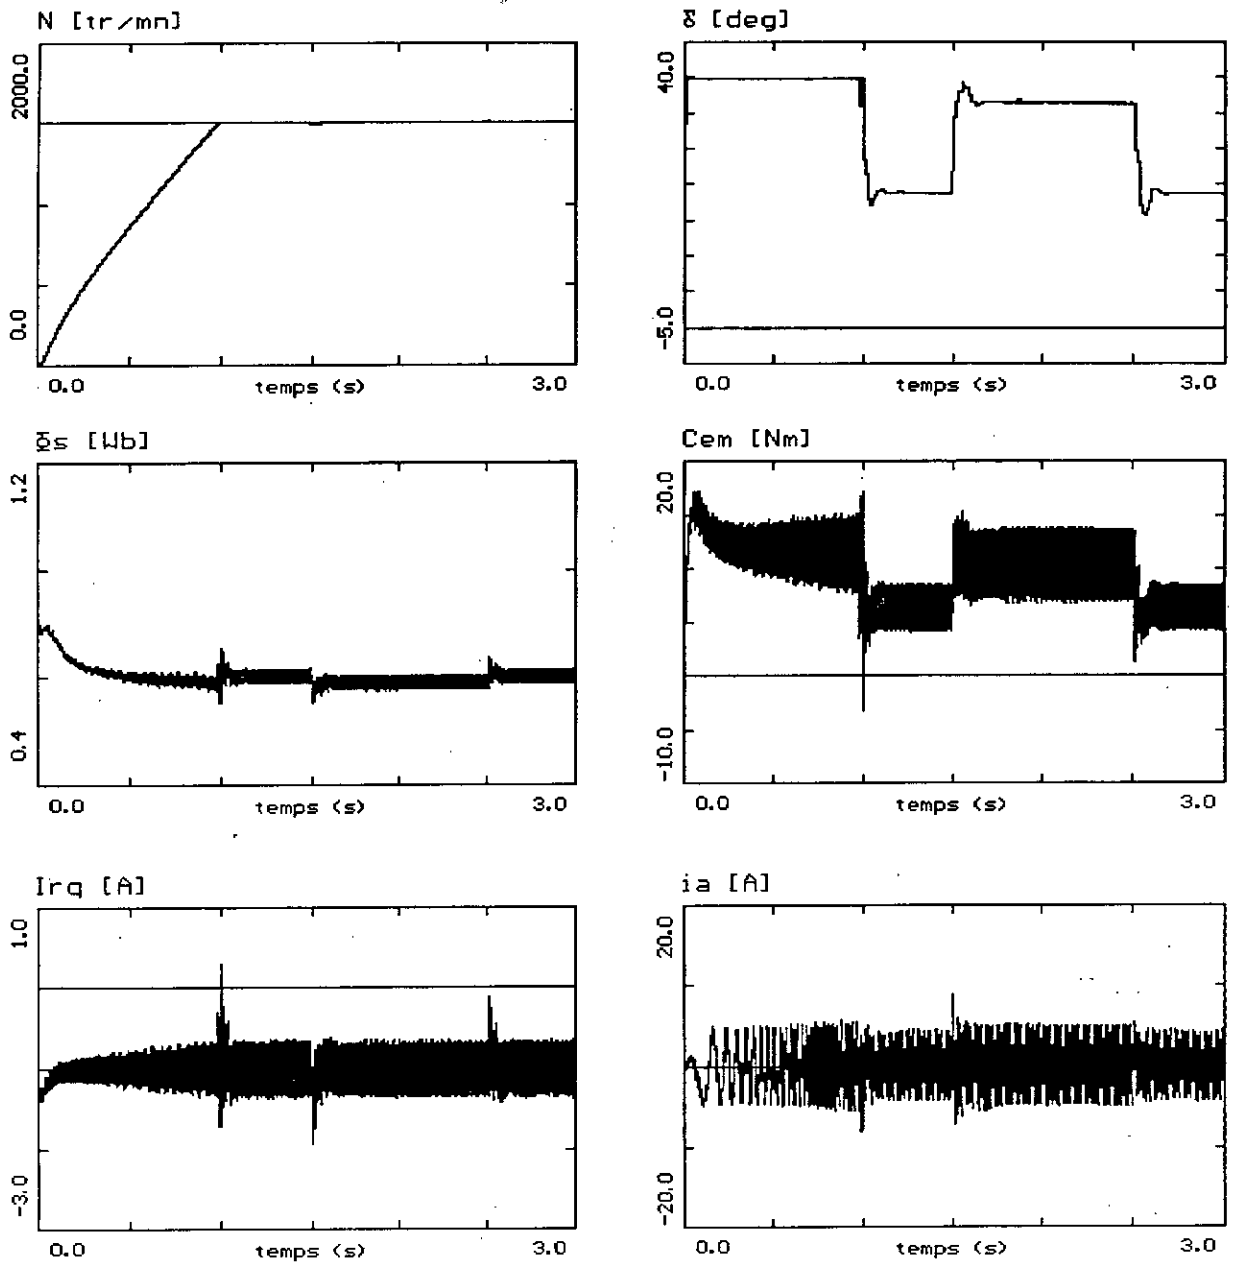 N [tr/mn]
δ [deg]
2000.0
0.0
0.0 temps (s) 3.0
40.0
-5.0
0.0 temps (s) 3.0
Φs [Wb]
Cem [Nm]
1.2
0.4
0.0 temps (s) 3.0
20.0
-10.0
0.0 temps (s) 3.0
Irq [A]
ia [A]
1.0
-3.0
0.0 temps (s) 3.0
20.0
-20.0
0.0 temps (s) 3.0